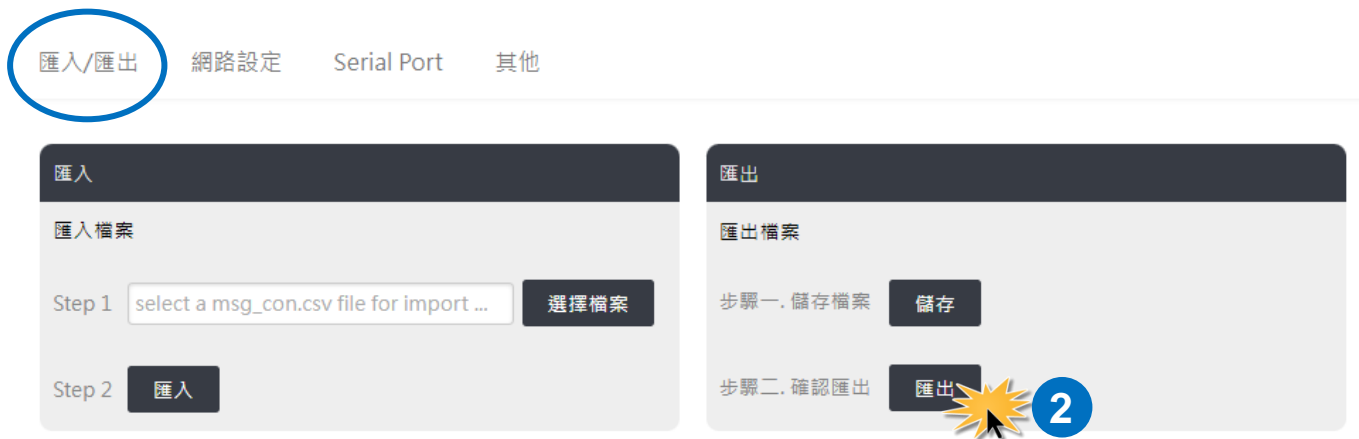 匯入/匯出 網路設定 Serial Port 其他
匯入
匯入檔案
Step 1 select a msg_con.csv file for import ... 選擇檔案
Step 2 匯入
匯出
匯出檔案
步驟一. 儲存檔案 儲存
步驟二. 確認匯出 匯出 2